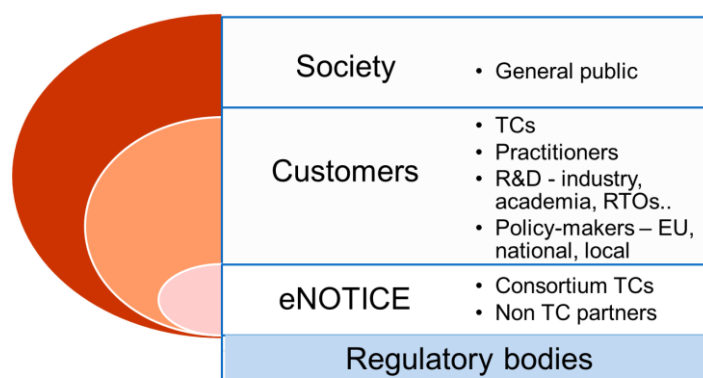 Society
• General public
Customers
• TCs
• Practitioners
• R&D - industry,
academia, RTOs..
• Policy-makers – EU,
national, local
eNOTICE
• Consortium TCs
• Non TC partners
Regulatory bodies